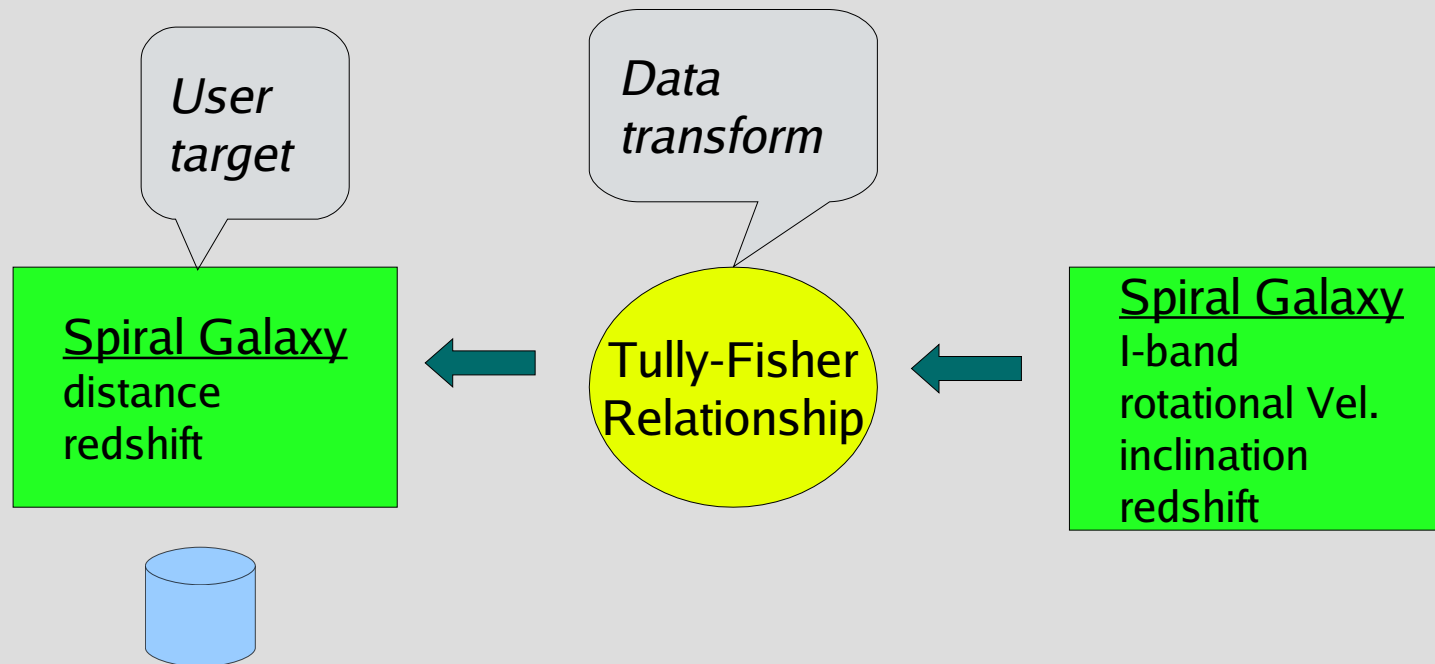 User
target
Data
transform
Spiral Galaxy
distance
redshift
Tully-Fisher
Relationship
Spiral Galaxy
I-band
rotational Vel.
inclination
redshift